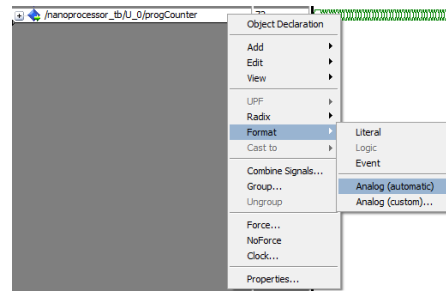 /nanoprocessor_tb/U_0/progCounter
Object Declaration
Add
Edit
View
UPF
Radix
Format
Cast to
Combine Signals...
Group...
Ungroup
Force...
NoForce
Clock...
Properties...
Literal
Logic
Event
Analog (automatic)
Analog (custom)...